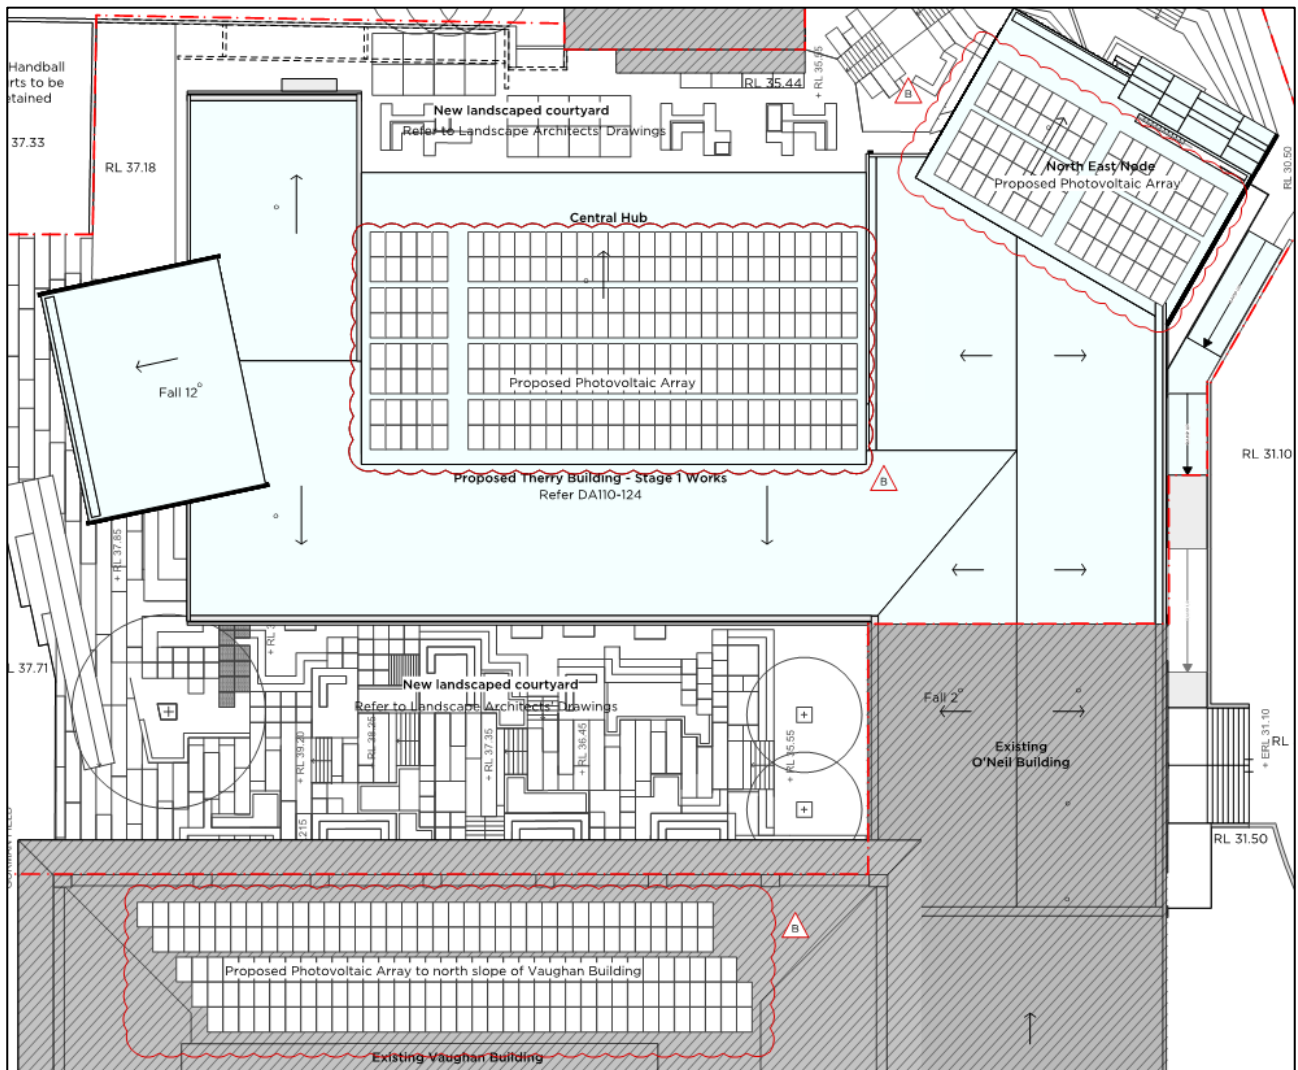 Handball
rts to be
etained
37.33
RL 37.18
New landscaped courtyard
Refer to Landscape Architects' Drawings
RL 35.44
+ RL 35.55
B
North East Node
Proposed Photovoltaic Array
RL 30.50
Central Hub
Proposed Photovoltaic Array
Fall 12°
Proposed Therry Building - Stage 1 Works
Refer DA110-124
B
RL 31.10
+ RL 37.85
L 37.71
New landscaped courtyard
Refer to Landscape Architects' Drawings
+ RL 39.20
RL 38.25
+ RL 37.35
+ RL 36.45
+ RL 35.55
Fall 2°
Existing
O'Neil Building
+ ERL 31.10
RL
RL 31.50
B
Proposed Photovoltaic Array to north slope of Vaughan Building
Existing Vaughan Building